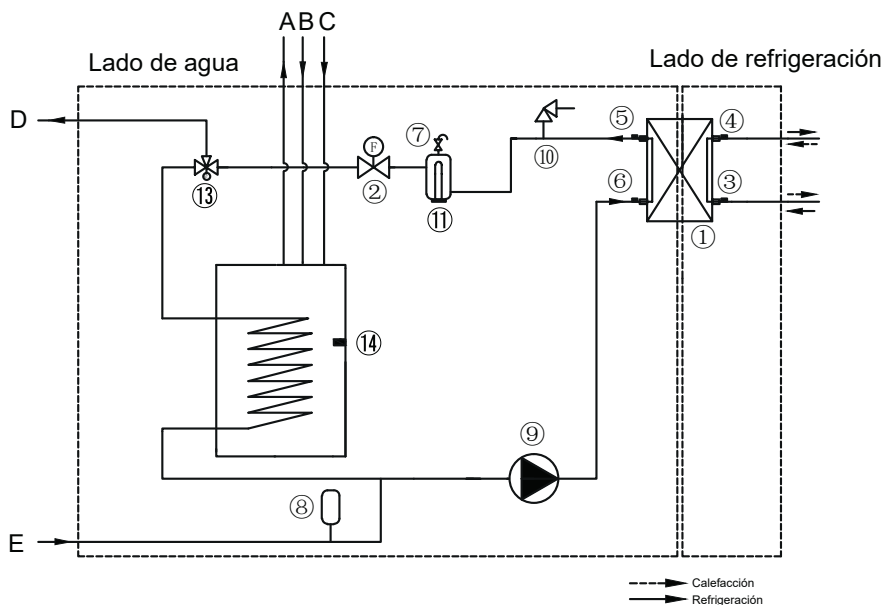 A B C
Lado de agua
Lado de refrigeración
D
⑦
F
⑤
④
⑩
⑬
②
⑪
⑥
③
①
⑭
⑨
⑧
E
Calefacción
Refrigeración